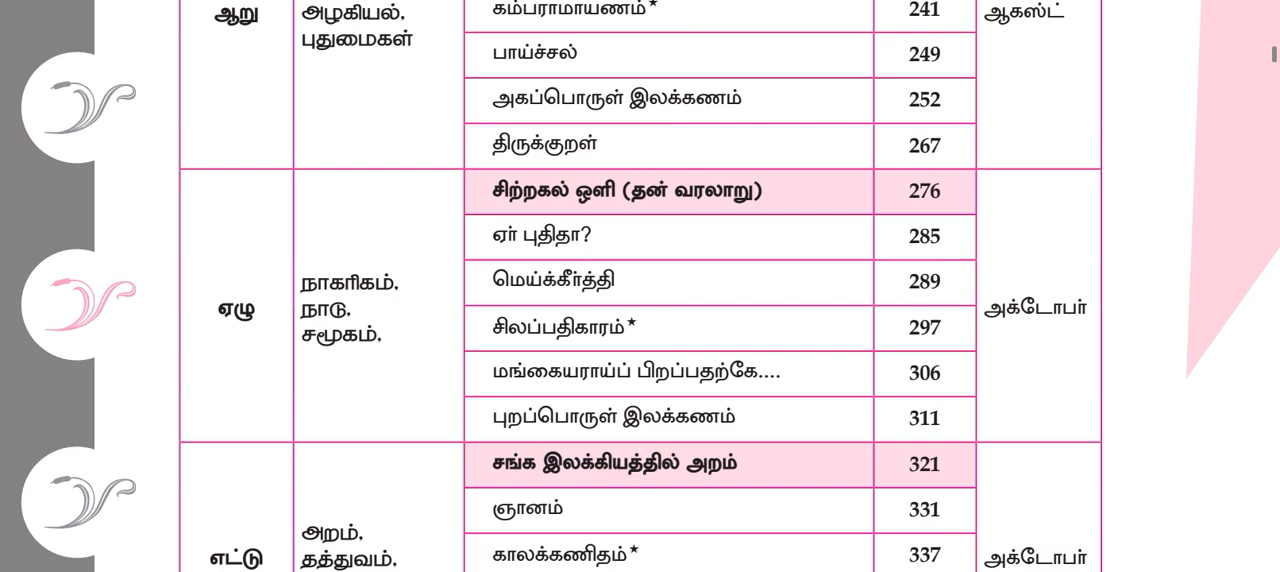 ஆறு
அழகியல்,
புதுமைகள்
கம்பராமாயணம்★
241
ஆகஸ்ட்
பாய்ச்சல்
249
அகப்பொருள் இலக்கணம்
252
திருக்குறள்
267
ஏழு
நாகரிகம்,
நாடு,
சமூகம்,
சிற்றகல் ஒளி (தன் வரலாறு)
276
ஏர் புதிதா?
285
மெய்க்கீர்த்தி
289
சிலப்பதிகாரம்★
297
மங்கையராய்ப் பிறப்பதற்கே....
306
புறப்பொருள் இலக்கணம்
311
அக்டோபர்
எட்டு
அறம்,
தத்துவம்,
சங்க இலக்கியத்தில் அறம்
321
ஞானம்
331
காலக்கணிதம்★
337
அக்டோபர்